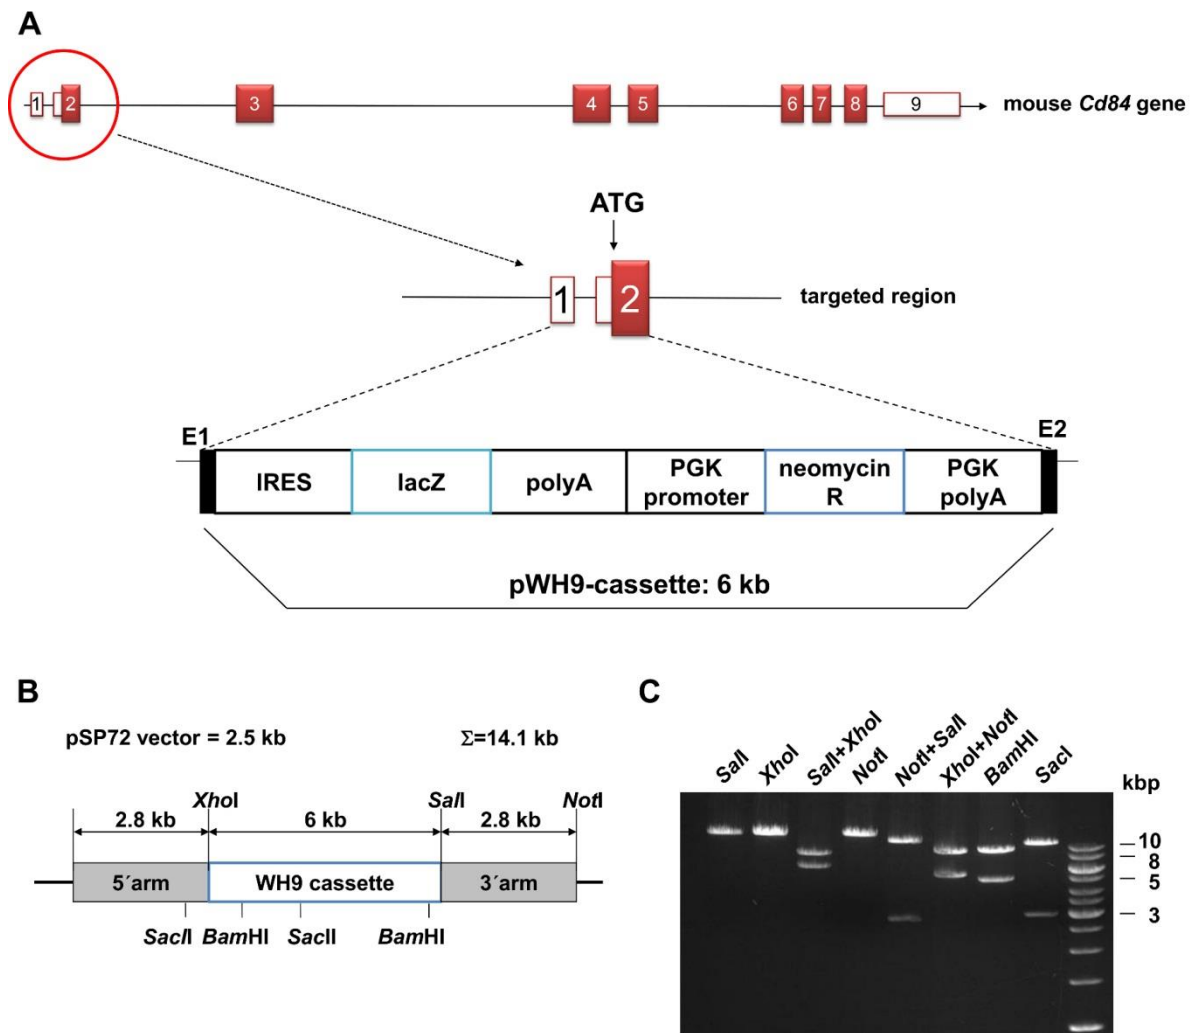 A
1 2 3 4 5 6 7 8 9 mouse Cd84 gene
ATG
1 2 targeted region
E1 E2
IRES lacZ polyA PGK promoter neomycin R PGK polyA
pWH9-cassette: 6 kb
B
pSP72 vector = 2.5 kb Σ=14.1 kb
XhoI SalI NotI
2.8 kb 6 kb 2.8 kb
5´arm WH9 cassette 3´arm
SacII BamHI SacII BamHI
C
SalI XhoI SalI+XhoI NotI NotI+SalI XhoI+NotI BamHI SacI
kbp
10
8
5
3